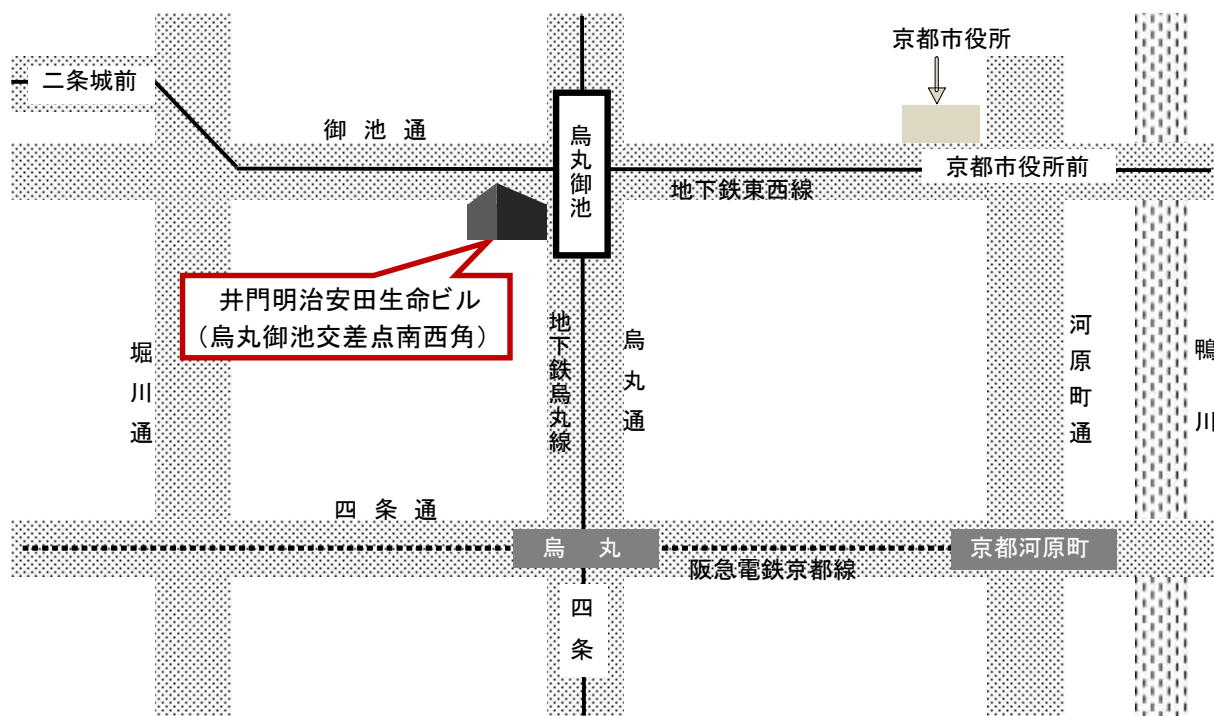 京都市役所
二条城前
御池通
烏丸御池
京都市役所前
地下鉄東西線
井門明治安田生命ビル
（烏丸御池交差点南西角）
堀川通
地下鉄烏丸線
烏丸通
河原町通
鴨川
四条通
烏丸
京都河原町
阪急電鉄京都線
四条